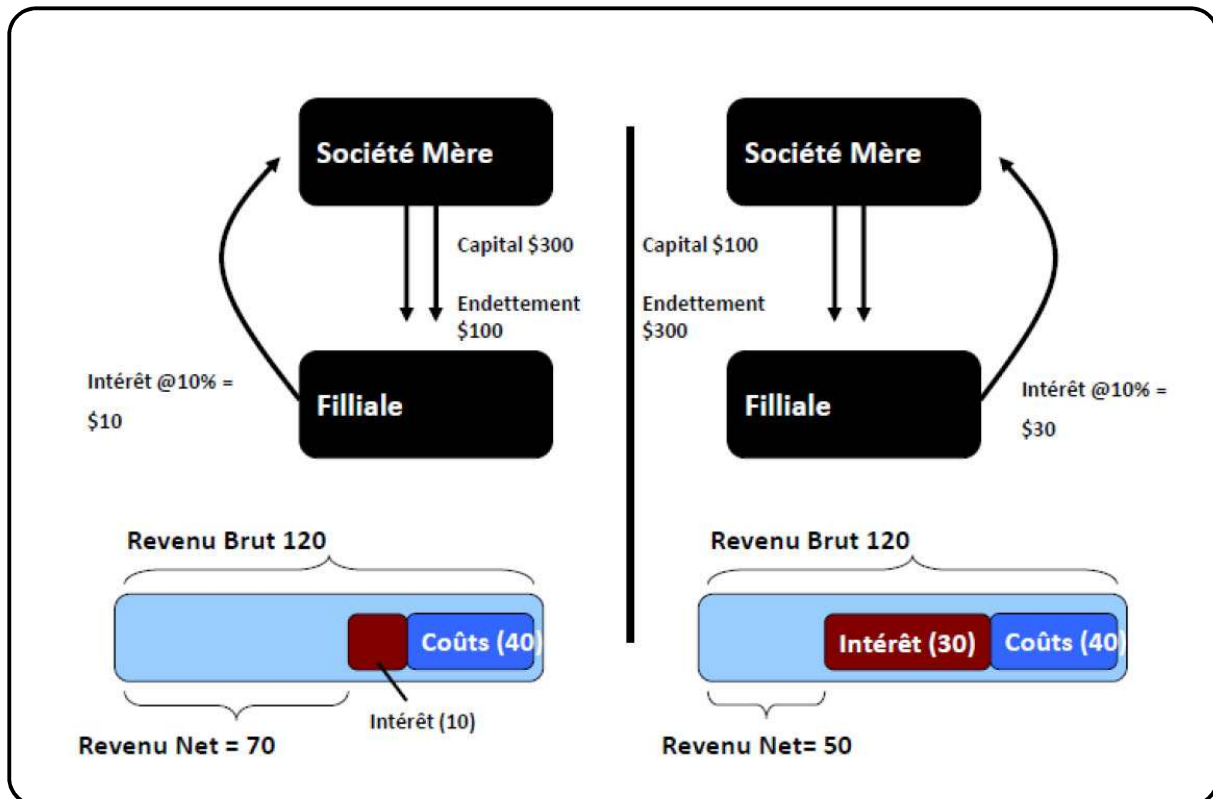 Société Mère
Capital $300
Endettement
$100
Intérêt @10% =
$10
Filliale
Revenu Brut 120
Coûts (40)
Intérêt (10)
Revenu Net = 70
Société Mère
Capital $100
Endettement
$300
Intérêt @10% =
$30
Filliale
Revenu Brut 120
Intérêt (30)
Coûts (40)
Revenu Net= 50